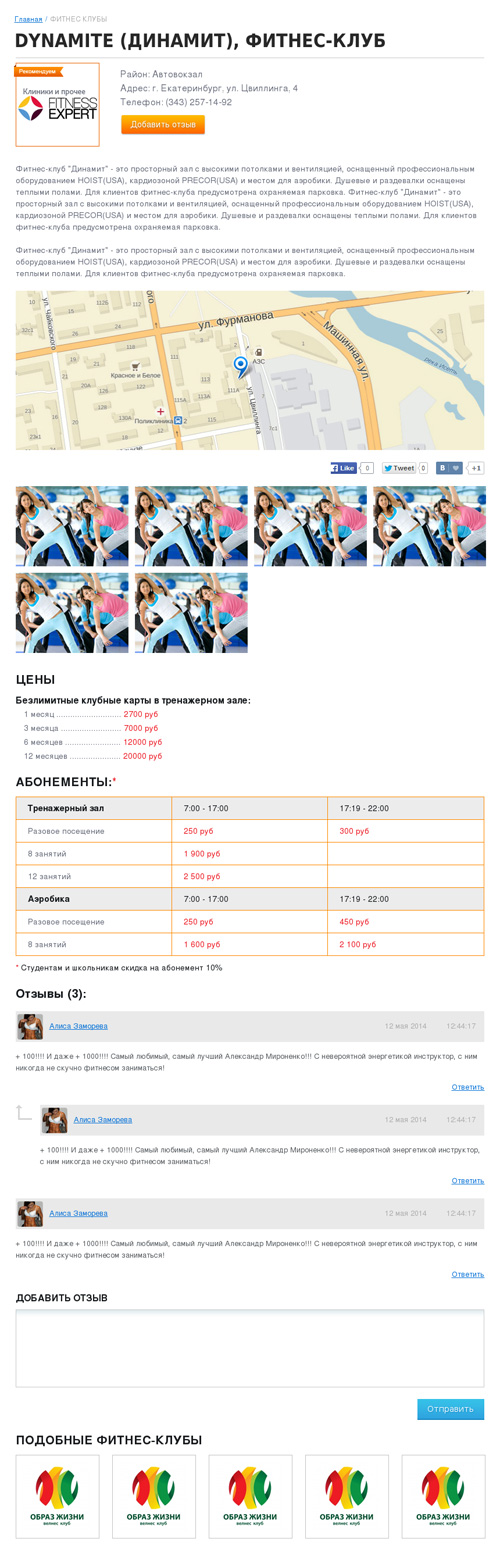 Главная / ФИТНЕС КЛУБЫ
DYNAMITE (ДИНАМИТ), ФИТНЕС-КЛУБ
Рекомендуем
Клиники и прочее
FITNESS
EXPERT
Район: Автовокзал
Адрес: г. Екатеринбург, ул. Цвиллинга, 4
Телефон: (343) 257-14-92
Добавить отзыв
Фитнес-клуб "Динамит" - это просторный зал с высокими потолками и вентиляцией, оснащенный профессиональным
оборудованием HOIST(USA), кардиозоной PRECOR(USA) и местом для аэробики. Душевые и раздевалки оснащены
теплыми полами. Для клиентов фитнес-клуба предусмотрена охраняемая парковка. Фитнес-клуб "Динамит" - это
просторный зал с высокими потолками и вентиляцией, оснащенный профессиональным оборудованием HOIST(USA),
кардиозоной PRECOR(USA) и местом для аэробики. Душевые и раздевалки оснащены теплыми полами. Для клиентов
фитнес-клуба предусмотрена охраняемая парковка.
Фитнес-клуб "Динамит" - это просторный зал с высокими потолками и вентиляцией, оснащенный профессиональным
оборудованием HOIST(USA), кардиозоной PRECOR(USA) и местом для аэробики. Душевые и раздевалки оснащены
теплыми полами. Для клиентов фитнес-клуба предусмотрена охраняемая парковка.
ул. Чайковского
ул. Фурманова
Машинная ул.
река Исеть
АЗС
Красное и Белое
ул. Цвиллинга
Поликлиника 2
Like 0
Tweet 0
В +1
ЦЕНЫ
Безлимитные клубные карты в тренажерном зале:
1 месяц ........................... 2700 руб
3 месяца ......................... 7000 руб
6 месяцев ....................... 12000 руб
12 месяцев ..................... 20000 руб
АБОНЕМЕНТЫ:*
Тренажерный зал 7:00 - 17:00 17:19 - 22:00
Разовое посещение 250 руб 300 руб
8 занятий 1 900 руб
12 занятий 2 500 руб
Аэробика 7:00 - 17:00 17:19 - 22:00
Разовое посещение 250 руб 450 руб
8 занятий 1 600 руб 2 100 руб
* Студентам и школьникам скидка на абонемент 10%
Отзывы (3):
Алиса Заморева 12 мая 2014 12:44:17
+ 100!!!! И даже + 1000!!!! Самый любимый, самый лучший Александр Мироненко!!! С невероятной энергетикой инструктор, с ним
никогда не скучно фитнесом заниматься!
Ответить
Алиса Заморева 12 мая 2014 12:44:17
+ 100!!!! И даже + 1000!!!! Самый любимый, самый лучший Александр Мироненко!!! С невероятной энергетикой инструктор,
с ним никогда не скучно фитнесом заниматься!
Ответить
Алиса Заморева 12 мая 2014 12:44:17
+ 100!!!! И даже + 1000!!!! Самый любимый, самый лучший Александр Мироненко!!! С невероятной энергетикой инструктор, с ним
никогда не скучно фитнесом заниматься!
Ответить
ДОБАВИТЬ ОТЗЫВ
Отправить
ПОДОБНЫЕ ФИТНЕС-КЛУБЫ
ОБРАЗ ЖИЗНИ ОБРАЗ ЖИЗНИ ОБРАЗ ЖИЗНИ ОБРАЗ ЖИЗНИ ОБРАЗ ЖИЗНИ
велнес клуб велнес клуб велнес клуб велнес клуб велнес клуб